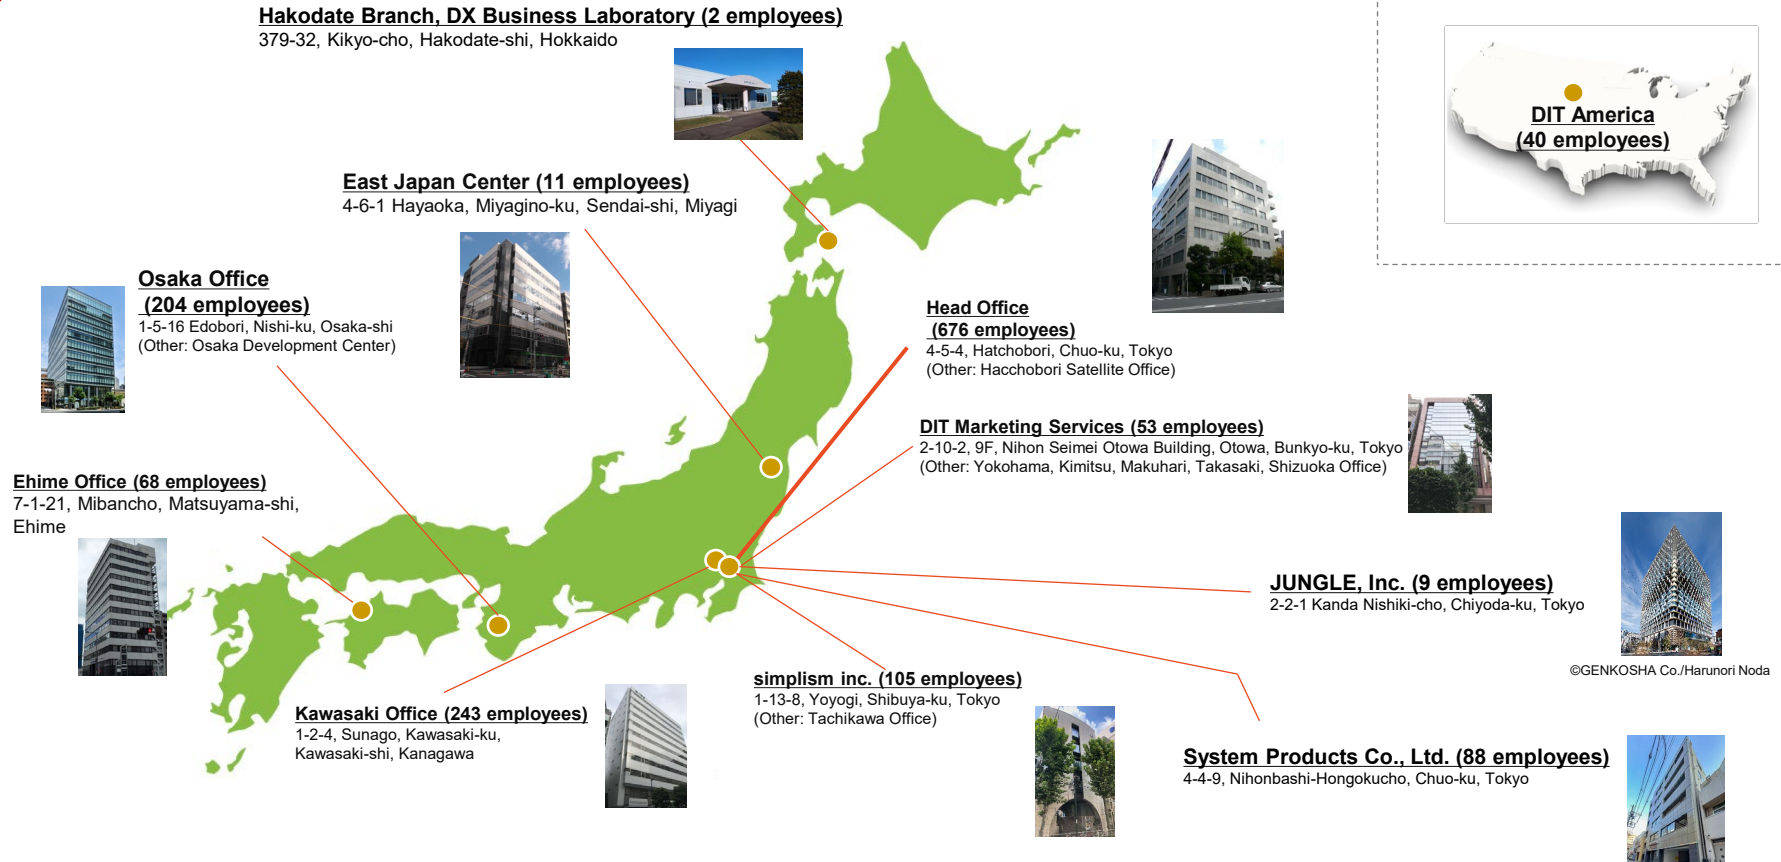 Hakodate Branch, DX Business Laboratory (2 employees)
379-32, Kikyo-cho, Hakodate-shi, Hokkaido
DIT America
(40 employees)
East Japan Center (11 employees)
4-6-1 Hayaoka, Miyagino-ku, Sendai-shi, Miyagi
Osaka Office
(204 employees)
1-5-16 Edobori, Nishi-ku, Osaka-shi
(Other: Osaka Development Center)
Head Office
(676 employees)
4-5-4, Hatchobori, Chuo-ku, Tokyo
(Other: Hacchobori Satellite Office)
DIT Marketing Services (53 employees)
2-10-2, 9F, Nihon Seimei Otowa Building, Otowa, Bunkyo-ku, Tokyo
(Other: Yokohama, Kimitsu, Makuhari, Takasaki, Shizuoka Office)
Ehime Office (68 employees)
7-1-21, Mibancho, Matsuyama-shi,
Ehime
JUNGLE, Inc. (9 employees)
2-2-1 Kanda Nishiki-cho, Chiyoda-ku, Tokyo
©GENKOSHA Co./Harunori Noda
simplism inc. (105 employees)
1-13-8, Yoyogi, Shibuya-ku, Tokyo
(Other: Tachikawa Office)
Kawasaki Office (243 employees)
1-2-4, Sunago, Kawasaki-ku,
Kawasaki-shi, Kanagawa
System Products Co., Ltd. (88 employees)
4-4-9, Nihonbashi-Hongokucho, Chuo-ku, Tokyo